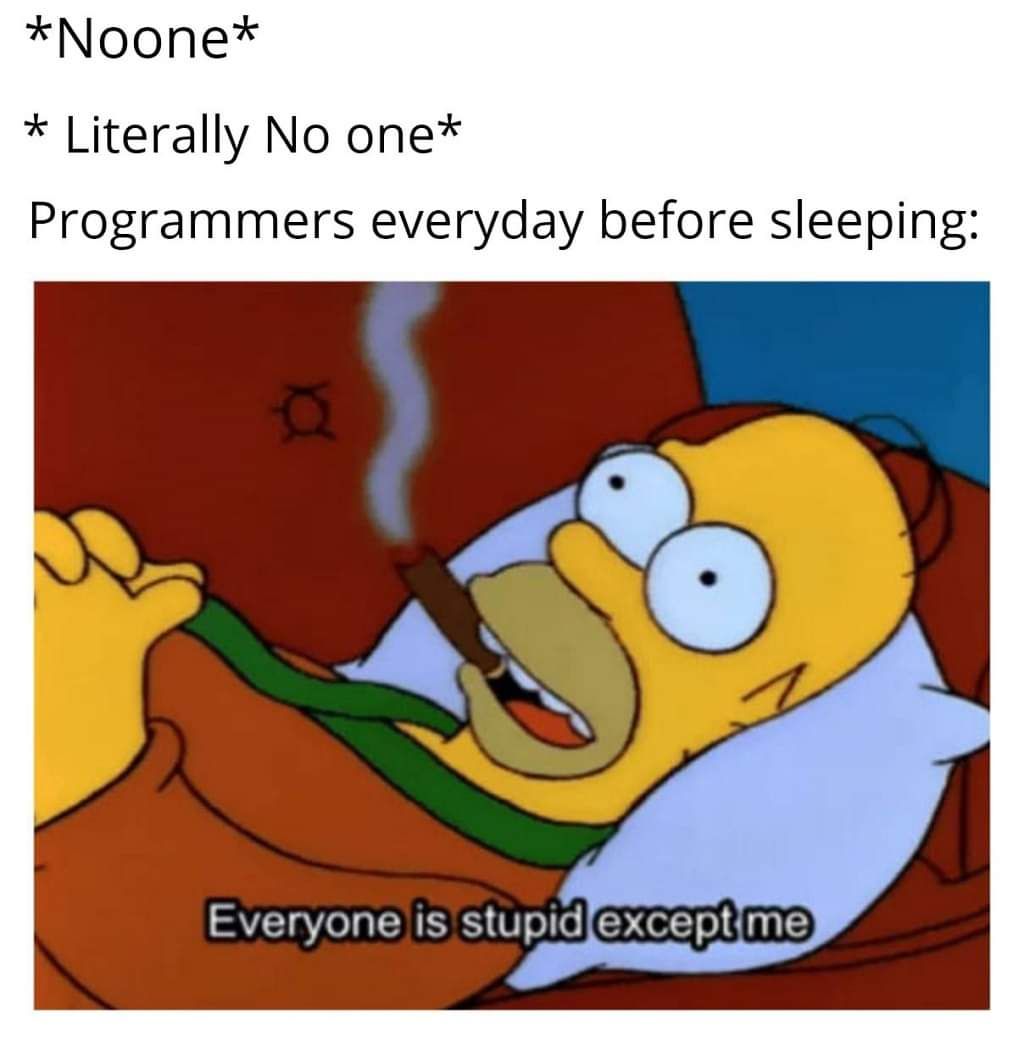 *Noone*
* Literally No one*
Programmers everyday before sleeping:
Everyone is stupid except me